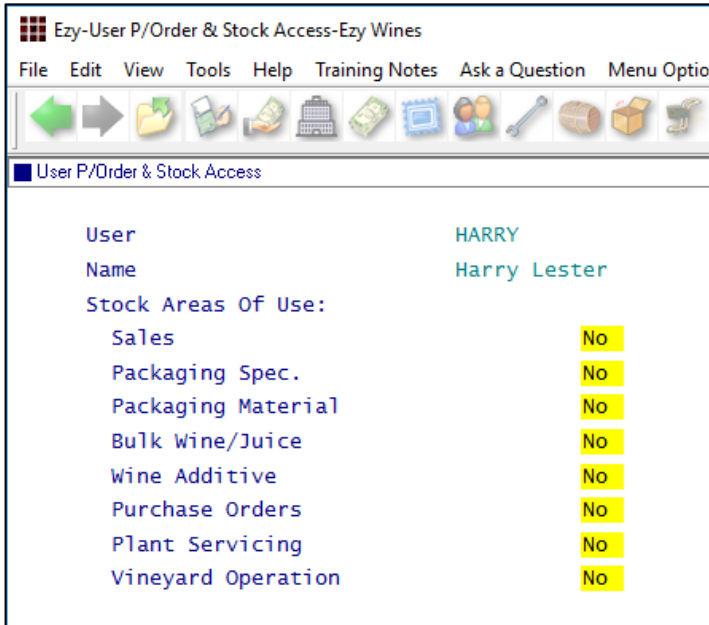 Ezy-User P/Order & Stock Access-Ezy Wines
File Edit View Tools Help Training Notes Ask a Question Menu Optio
User P/Order & Stock Access
User HARRY
Name Harry Lester
Stock Areas Of Use:
Sales No
Packaging Spec. No
Packaging Material No
Bulk Wine/Juice No
Wine Additive No
Purchase Orders No
Plant Servicing No
Vineyard Operation No